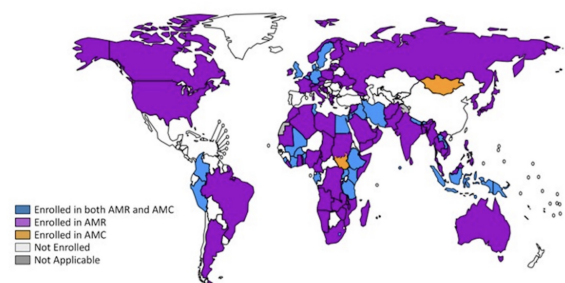 Enrolled in both AMR and AMC
Enrolled in AMR
Enrolled in AMC
Not Enrolled
Not Applicable